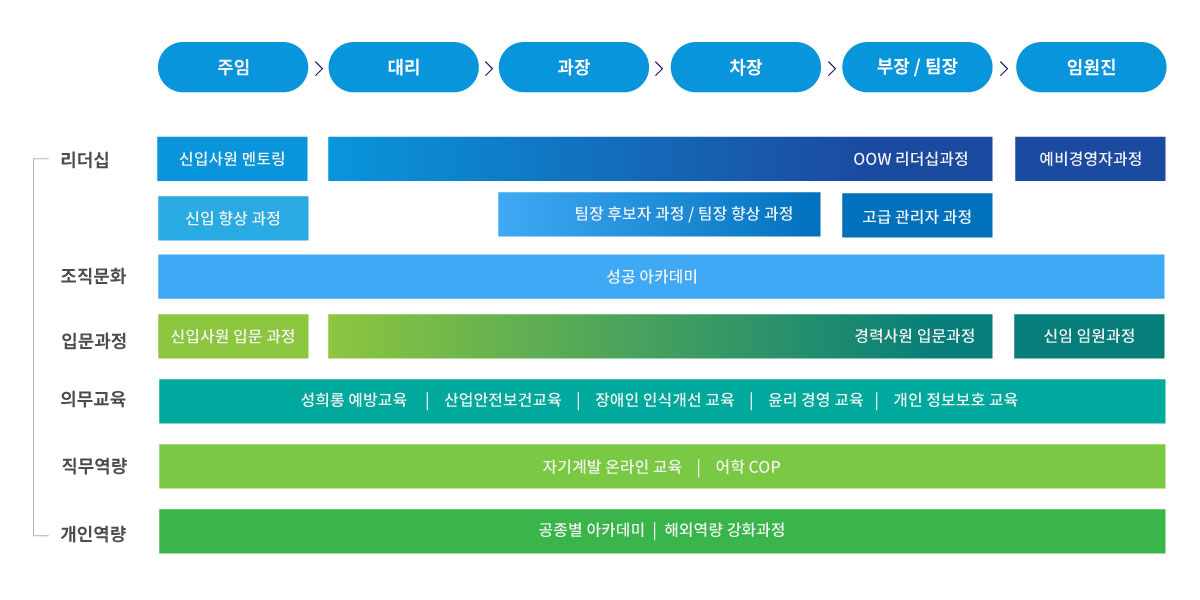 주임 > 대리 > 과장 > 차장 > 부장 / 팀장 > 임원진
리더십 신입사원 멘토링 OOW 리더십과정 예비경영자과정
신입 향상 과정 팀장 후보자 과정 / 팀장 향상 과정 고급 관리자 과정
조직문화 성공 아카데미
입문과정 신입사원 입문 과정 경력사원 입문과정 신임 임원과정
의무교육 성희롱 예방교육 | 산업안전보건교육 | 장애인 인식개선 교육 | 윤리 경영 교육 | 개인 정보보호 교육
직무역량 자기계발 온라인 교육 | 어학 COP
개인역량 공종별 아카데미 | 해외역량 강화과정